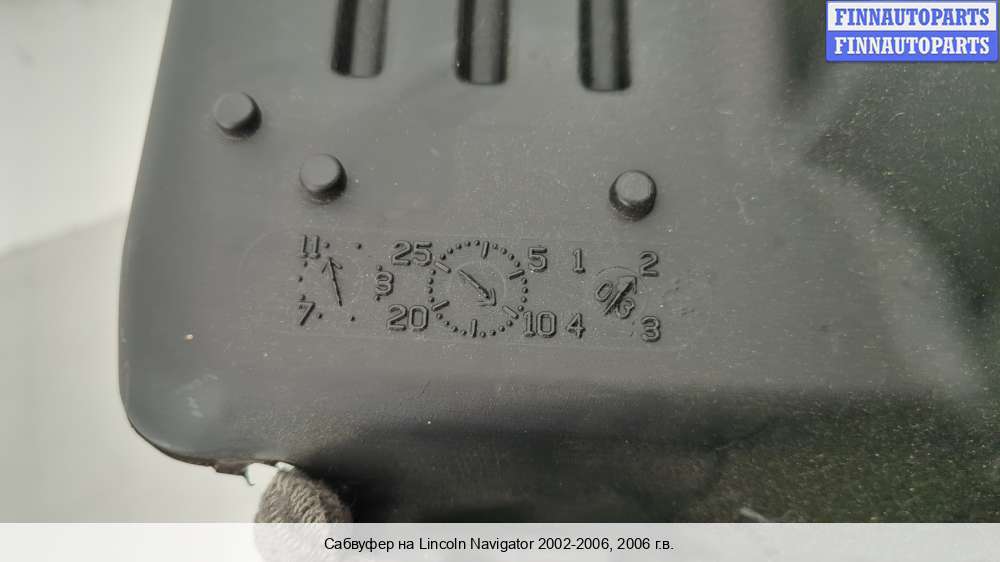 FINNAUTOPARTS
FINNAUTOPARTS
11 25 5 1 2
3
7 20 10 4 3
Сабвуфер на Lincoln Navigator 2002-2006, 2006 г.в.